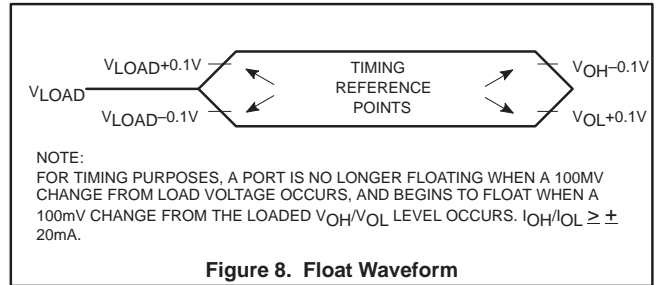 VLOAD+0.1V
TIMING
REFERENCE
POINTS
VOH–0.1V
VLOAD
VLOAD–0.1V
VOL+0.1V
NOTE:
FOR TIMING PURPOSES, A PORT IS NO LONGER FLOATING WHEN A 100MV
CHANGE FROM LOAD VOLTAGE OCCURS, AND BEGINS TO FLOAT WHEN A
100mV CHANGE FROM THE LOADED VOH/VOL LEVEL OCCURS. IOH/IOL ≥ ±
20mA.
Figure 8. Float Waveform